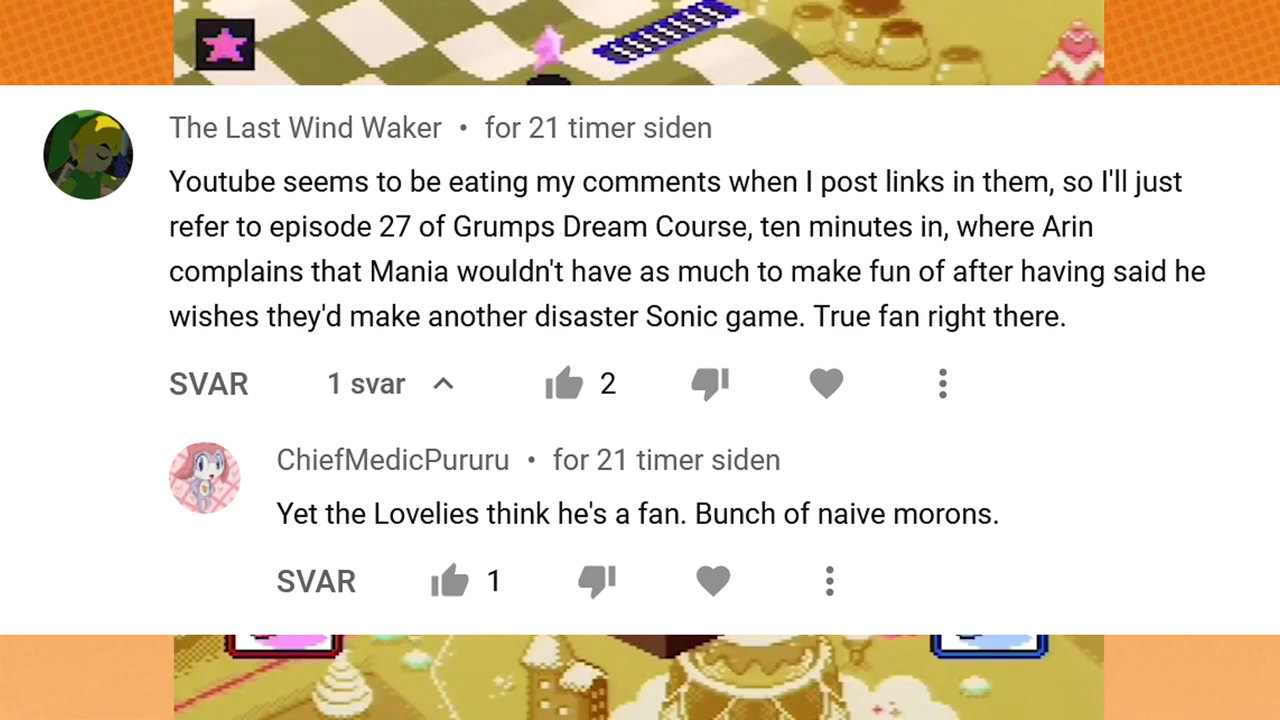 The Last Wind Waker • for 21 timer siden
Youtube seems to be eating my comments when I post links in them, so I'll just
refer to episode 27 of Grumps Dream Course, ten minutes in, where Arin
complains that Mania wouldn't have as much to make fun of after having said he
wishes they'd make another disaster Sonic game. True fan right there.
SVAR 1 svar 2
ChiefMedicPururu • for 21 timer siden
Yet the Lovelies think he's a fan. Bunch of naive morons.
SVAR 1